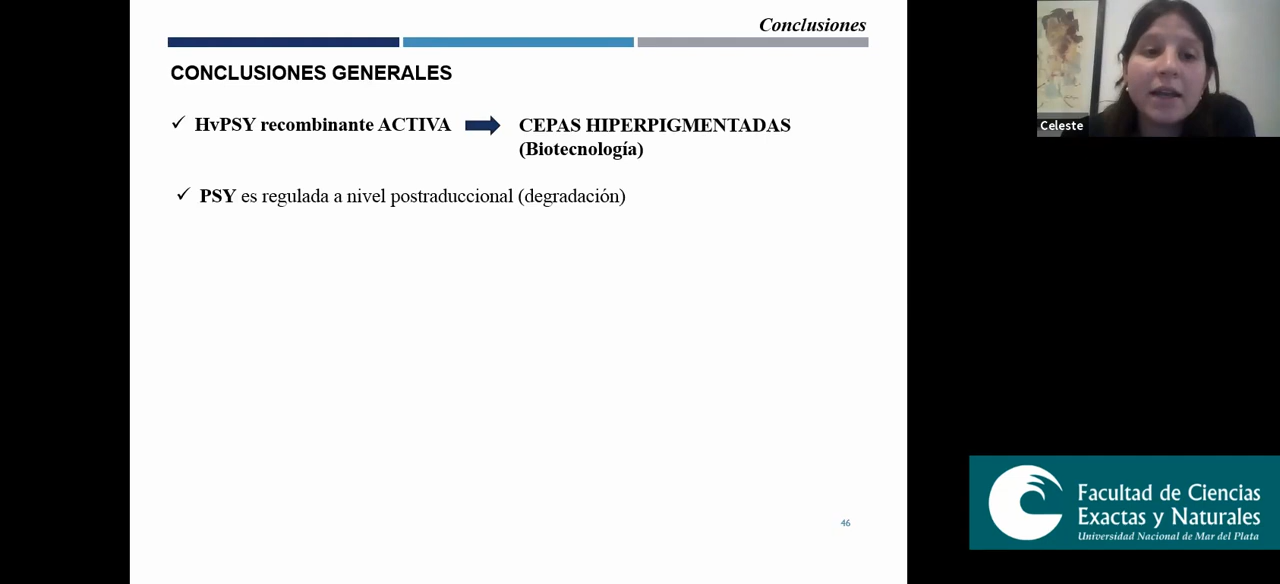 Conclusiones
CONCLUSIONES GENERALES
✓ HvPSY recombinante ACTIVA
CEPAS HIPERPIGMENTADAS
(Biotecnología)
✓ PSY es regulada a nivel postraduccional (degradación)
46
Celeste
Facultad de Ciencias
Exactas y Naturales
Universidad Nacional de Mar del Plata